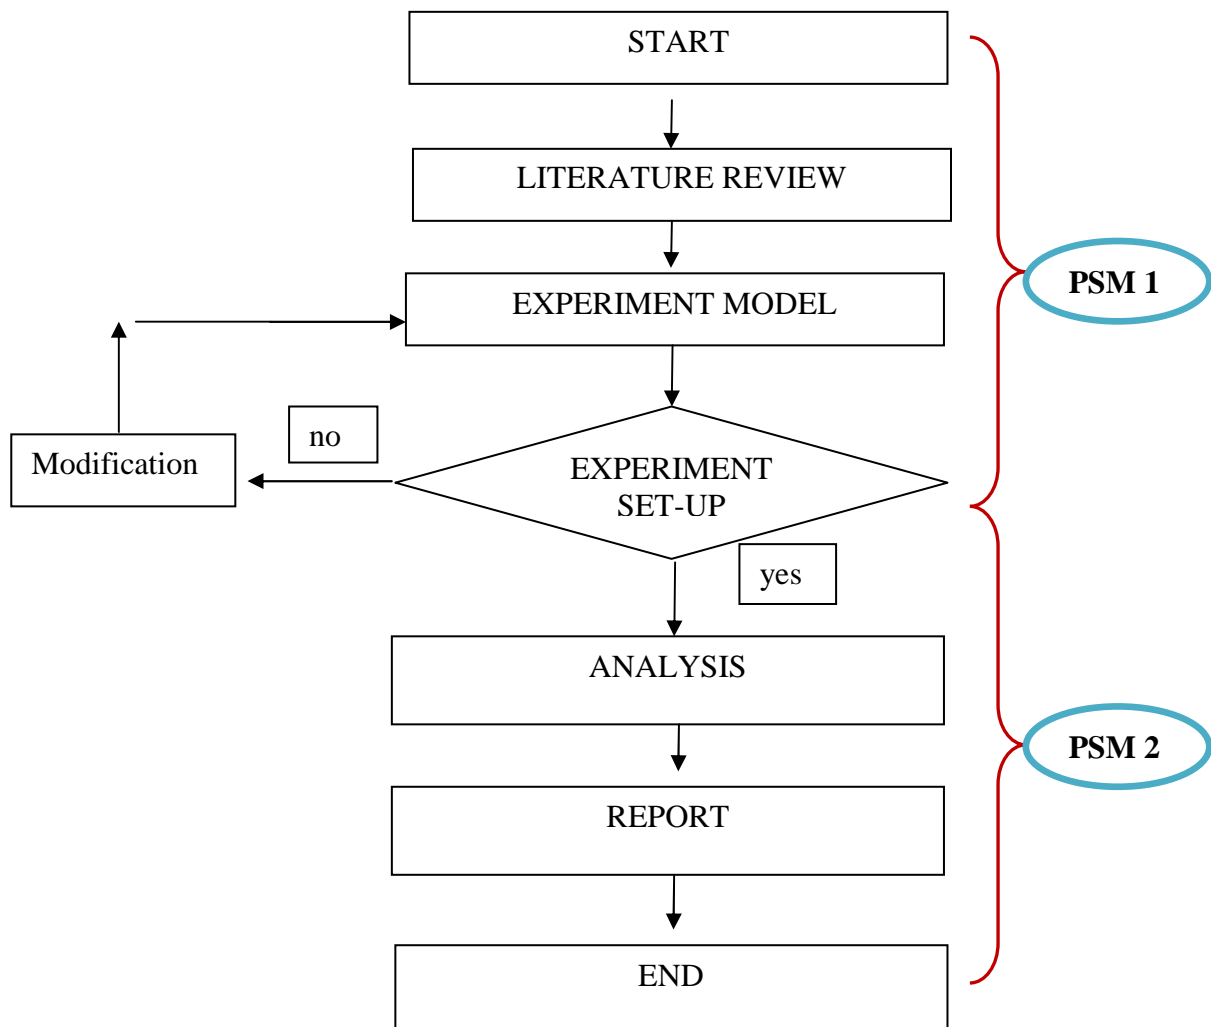 START
LITERATURE REVIEW
PSM 1
EXPERIMENT MODEL
no
Modification
EXPERIMENT
SET-UP
yes
ANALYSIS
PSM 2
REPORT
END